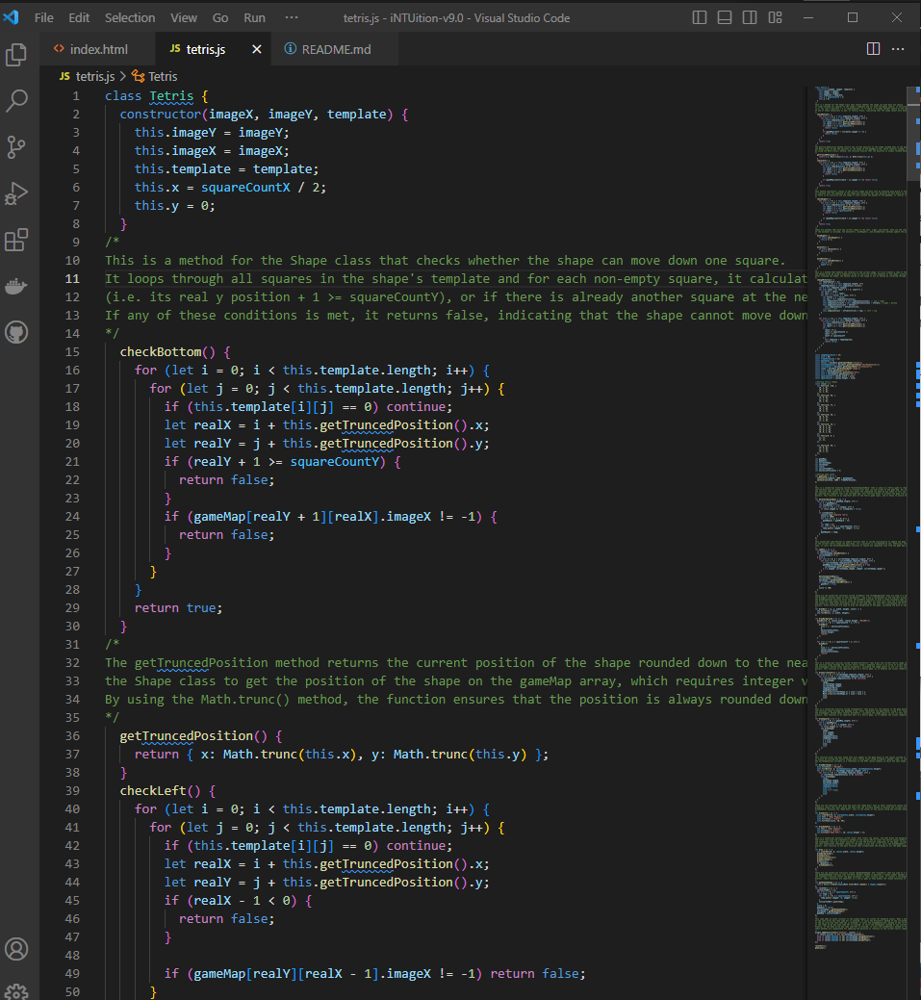 File Edit Selection View Go Run ··· tetris.js - iNTUition-v9.0 - Visual Studio Code
<> index.html JS tetris.js × README.md ···
JS tetris.js > Tetris
1 class Tetris {
2 constructor(imageX, imageY, template) {
3 this.imageY = imageY;
4 this.imageX = imageX;
5 this.template = template;
6 this.x = squareCountX / 2;
7 this.y = 0;
8 }
9 /*
10 This is a method for the Shape class that checks whether the shape can move down one square.
11 It loops through all squares in the shape's template and for each non-empty square, it calculat
12 (i.e. its real y position + 1 >= squareCountY), or if there is already another square at the ne
13 If any of these conditions is met, it returns false, indicating that the shape cannot move down
14 */
15 checkBottom() {
16 for (let i = 0; i < this.template.length; i++) {
17 for (let j = 0; j < this.template.length; j++) {
18 if (this.template[i][j] == 0) continue;
19 let realX = i + this.getTruncedPosition().x;
20 let realY = j + this.getTruncedPosition().y;
21 if (realY + 1 >= squareCountY) {
22 return false;
23 }
24 if (gameMap[realY + 1][realX].imageX != -1) {
25 return false;
26 }
27 }
28 }
29 return true;
30 }
31 /*
32 The getTruncedPosition method returns the current position of the shape rounded down to the nea
33 the Shape class to get the position of the shape on the gameMap array, which requires integer v
34 By using the Math.trunc() method, the function ensures that the position is always rounded down
35 */
36 getTruncedPosition() {
37 return { x: Math.trunc(this.x), y: Math.trunc(this.y) };
38 }
39 checkLeft() {
40 for (let i = 0; i < this.template.length; i++) {
41 for (let j = 0; j < this.template.length; j++) {
42 if (this.template[i][j] == 0) continue;
43 let realX = i + this.getTruncedPosition().x;
44 let realY = j + this.getTruncedPosition().y;
45 if (realX - 1 < 0) {
46 return false;
47 }
48
49 if (gameMap[realY][realX - 1].imageX != -1) return false;
50 }